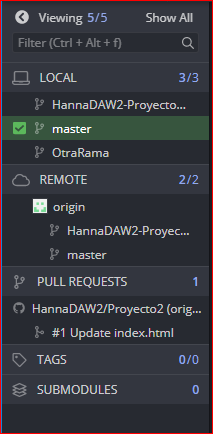 Viewing 5/5 Show All
Filter (Ctrl + Alt + f)
LOCAL 3/3
HannaDAW2-Proyecto...
master
OtraRama
REMOTE 2/2
origin
HannaDAW2-Proyec...
master
PULL REQUESTS 1
HannaDAW2/Proyecto2 (orig...
#1 Update index.html
TAGS 0/0
SUBMODULES 0